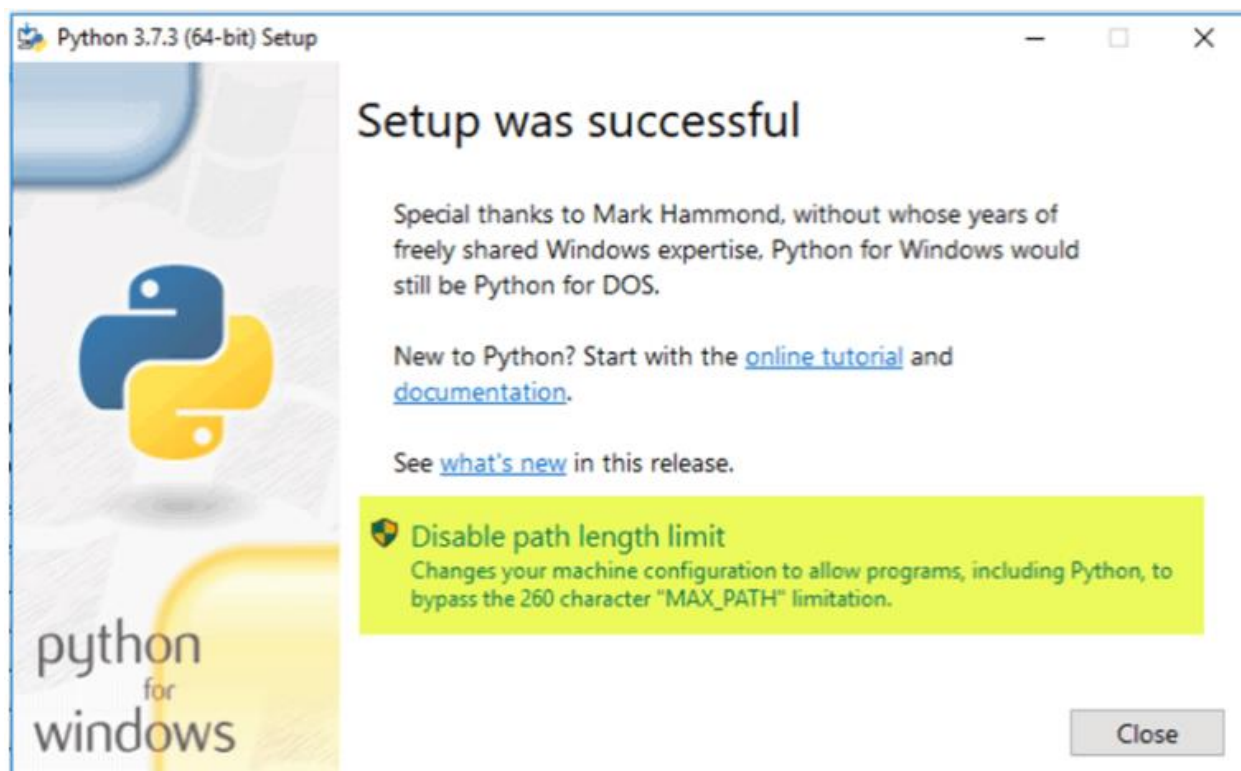 Python 3.7.3 (64-bit) Setup
Setup was successful
Special thanks to Mark Hammond, without whose years of
freely shared Windows expertise, Python for Windows would
still be Python for DOS.
New to Python? Start with the online tutorial and
documentation.
See what's new in this release.
Disable path length limit
Changes your machine configuration to allow programs, including Python, to
bypass the 260 character "MAX_PATH" limitation.
python
for
windows
Close